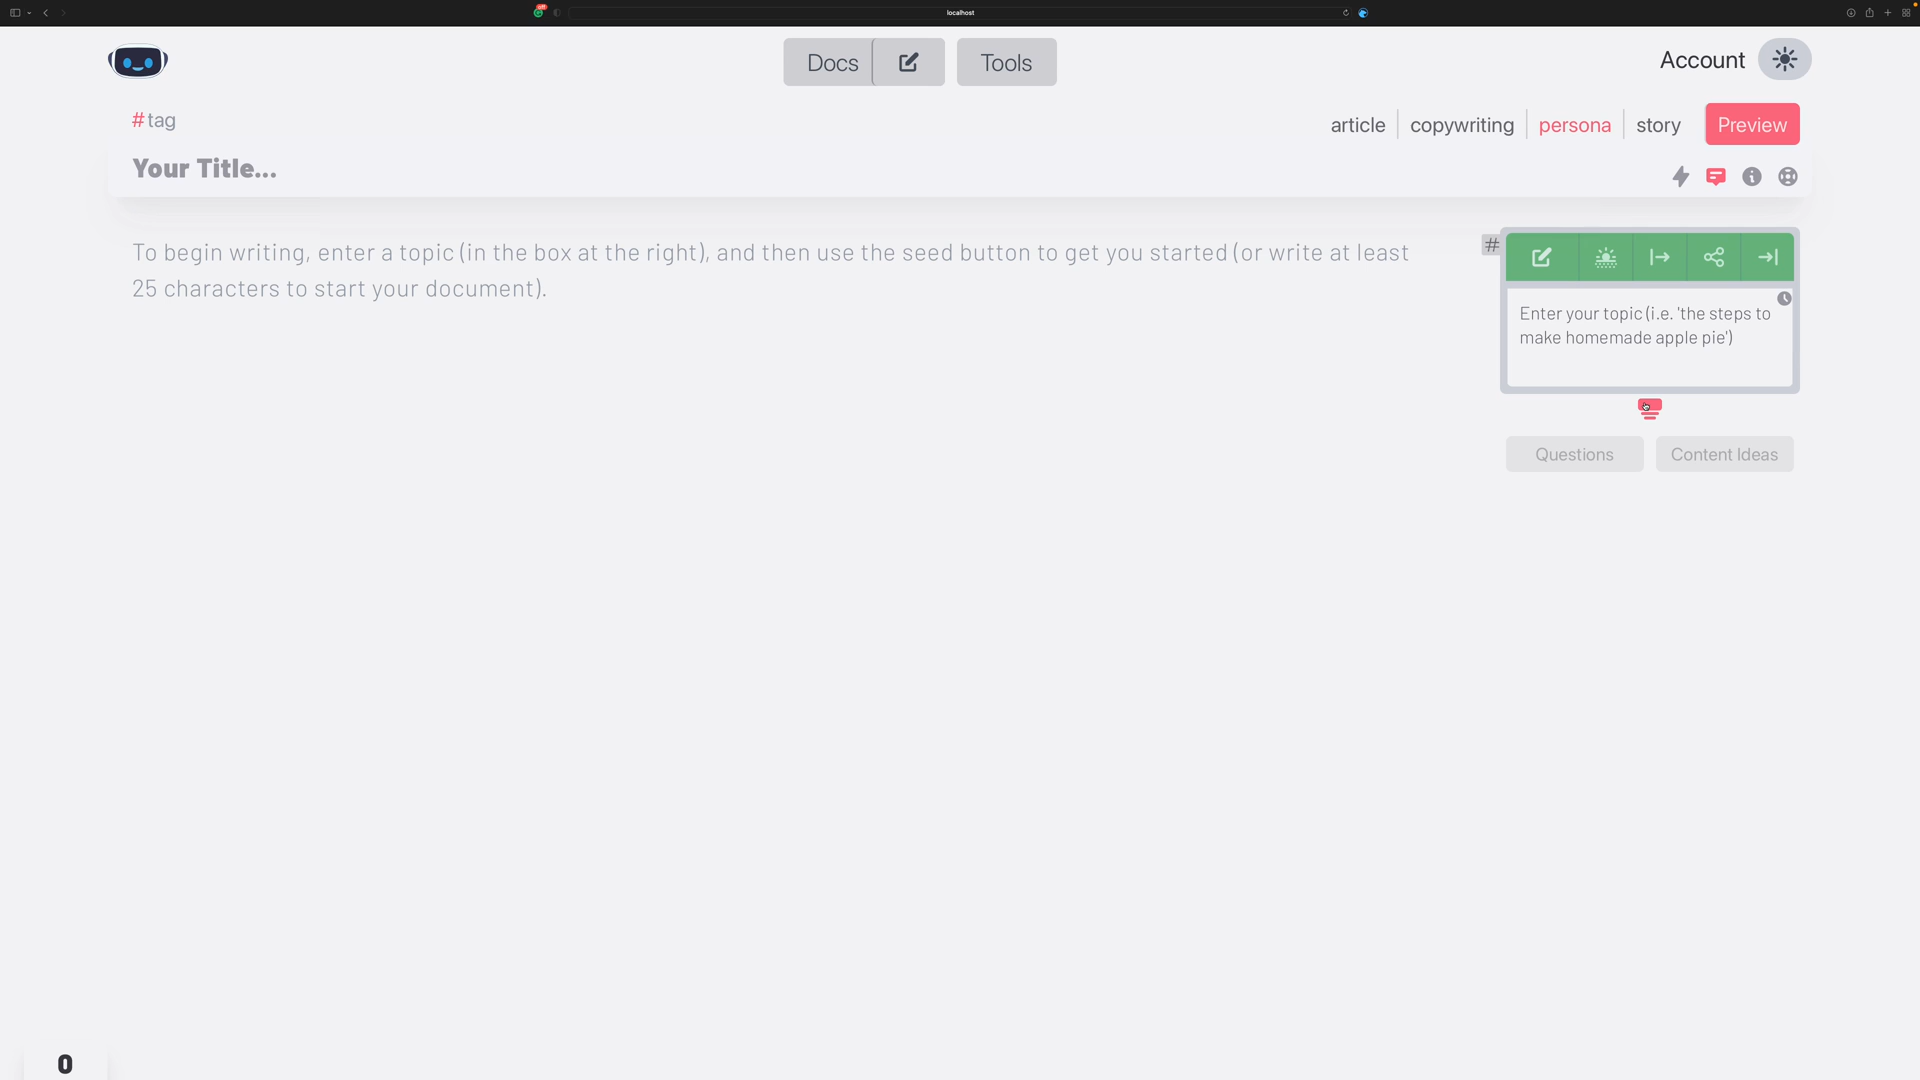 off
localhost
Docs
Tools
Account
#tag
article
copywriting
persona
story
Preview
Your Title...
To begin writing, enter a topic (in the box at the right), and then use the seed button to get you started (or write at least
25 characters to start your document).
#
Enter your topic (i.e. 'the steps to
make homemade apple pie')
Questions
Content Ideas
0